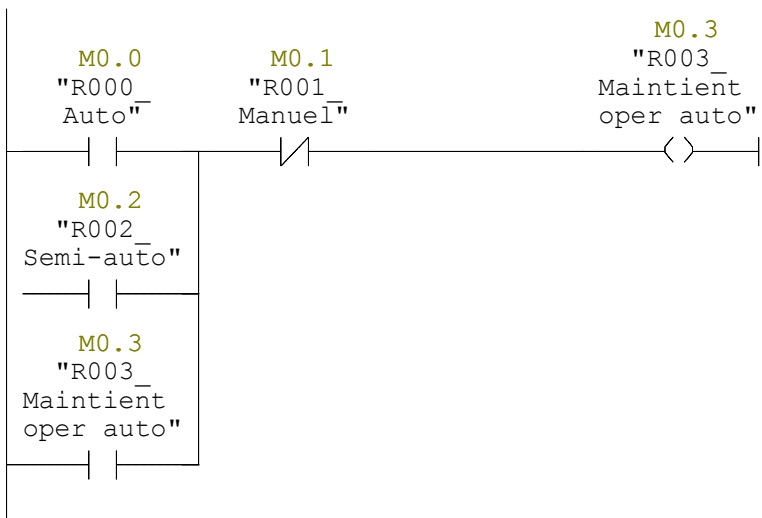 M0.3
M0.0 M0.1 "R003_
"R000_ "R001_ Maintient
Auto" Manuel" oper auto"
M0.2
"R002_
Semi-auto"
M0.3
"R003_
Maintient
oper auto"